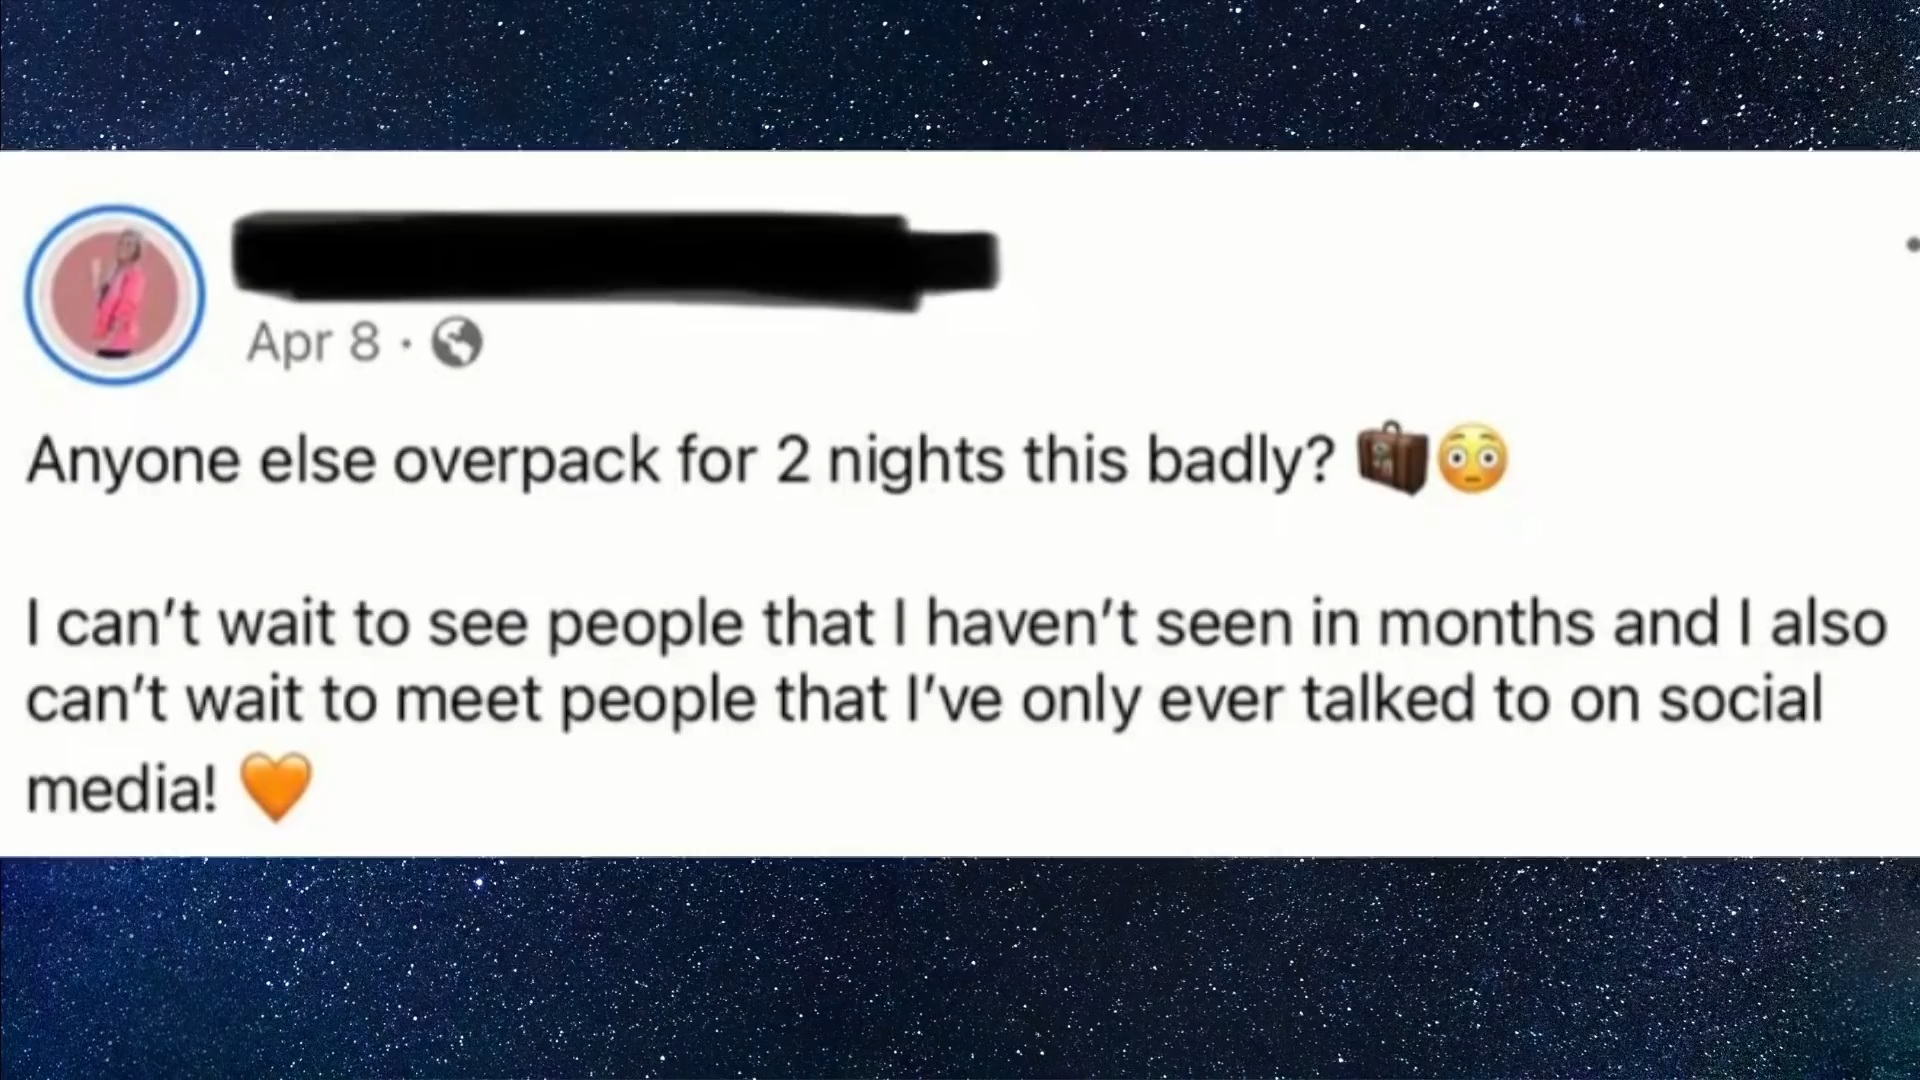 Apr 8 ·
Anyone else overpack for 2 nights this badly? 🧳😳
I can't wait to see people that I haven't seen in months and I also
can't wait to meet people that I've only ever talked to on social
media! 🧡